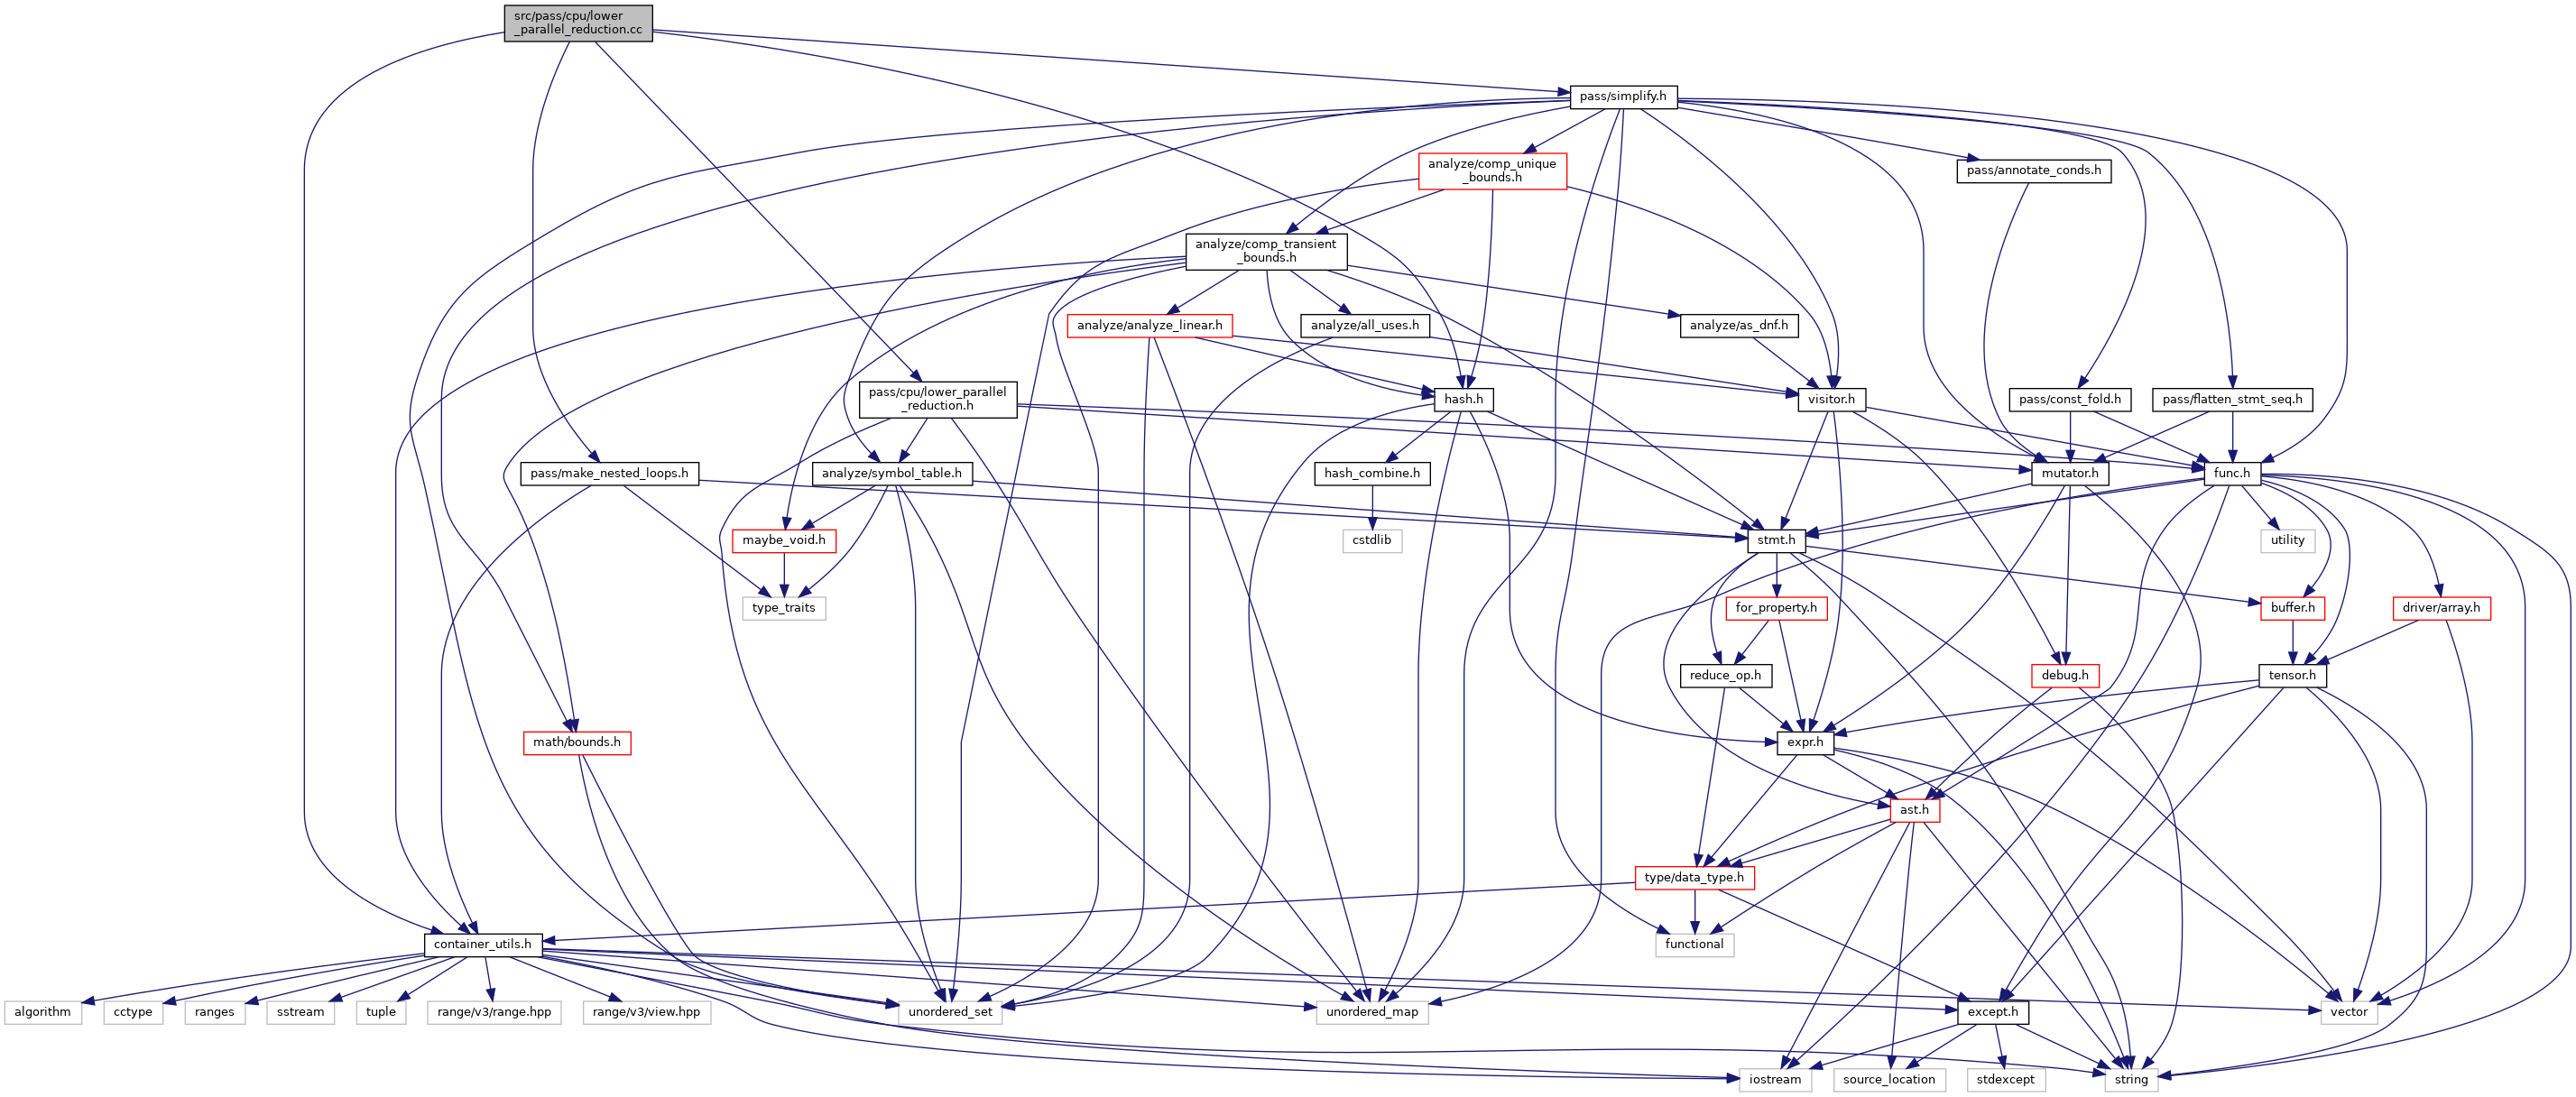 src/pass/cpu/lower
_parallel_reduction.cc
pass/simplify.h
analyze/comp_unique
_bounds.h
pass/annotate_conds.h
analyze/comp_transient
_bounds.h
analyze/analyze_linear.h
analyze/all_uses.h
analyze/as_dnf.h
pass/cpu/lower_parallel
_reduction.h
hash.h
visitor.h
pass/const_fold.h
pass/flatten_stmt_seq.h
pass/make_nested_loops.h
analyze/symbol_table.h
hash_combine.h
mutator.h
func.h
maybe_void.h
cstdlib
stmt.h
utility
type_traits
for_property.h
buffer.h
driver/array.h
reduce_op.h
debug.h
tensor.h
math/bounds.h
expr.h
ast.h
type/data_type.h
container_utils.h
functional
algorithm
cctype
ranges
sstream
tuple
range/v3/range.hpp
range/v3/view.hpp
unordered_set
unordered_map
except.h
vector
iostream
source_location
stdexcept
string